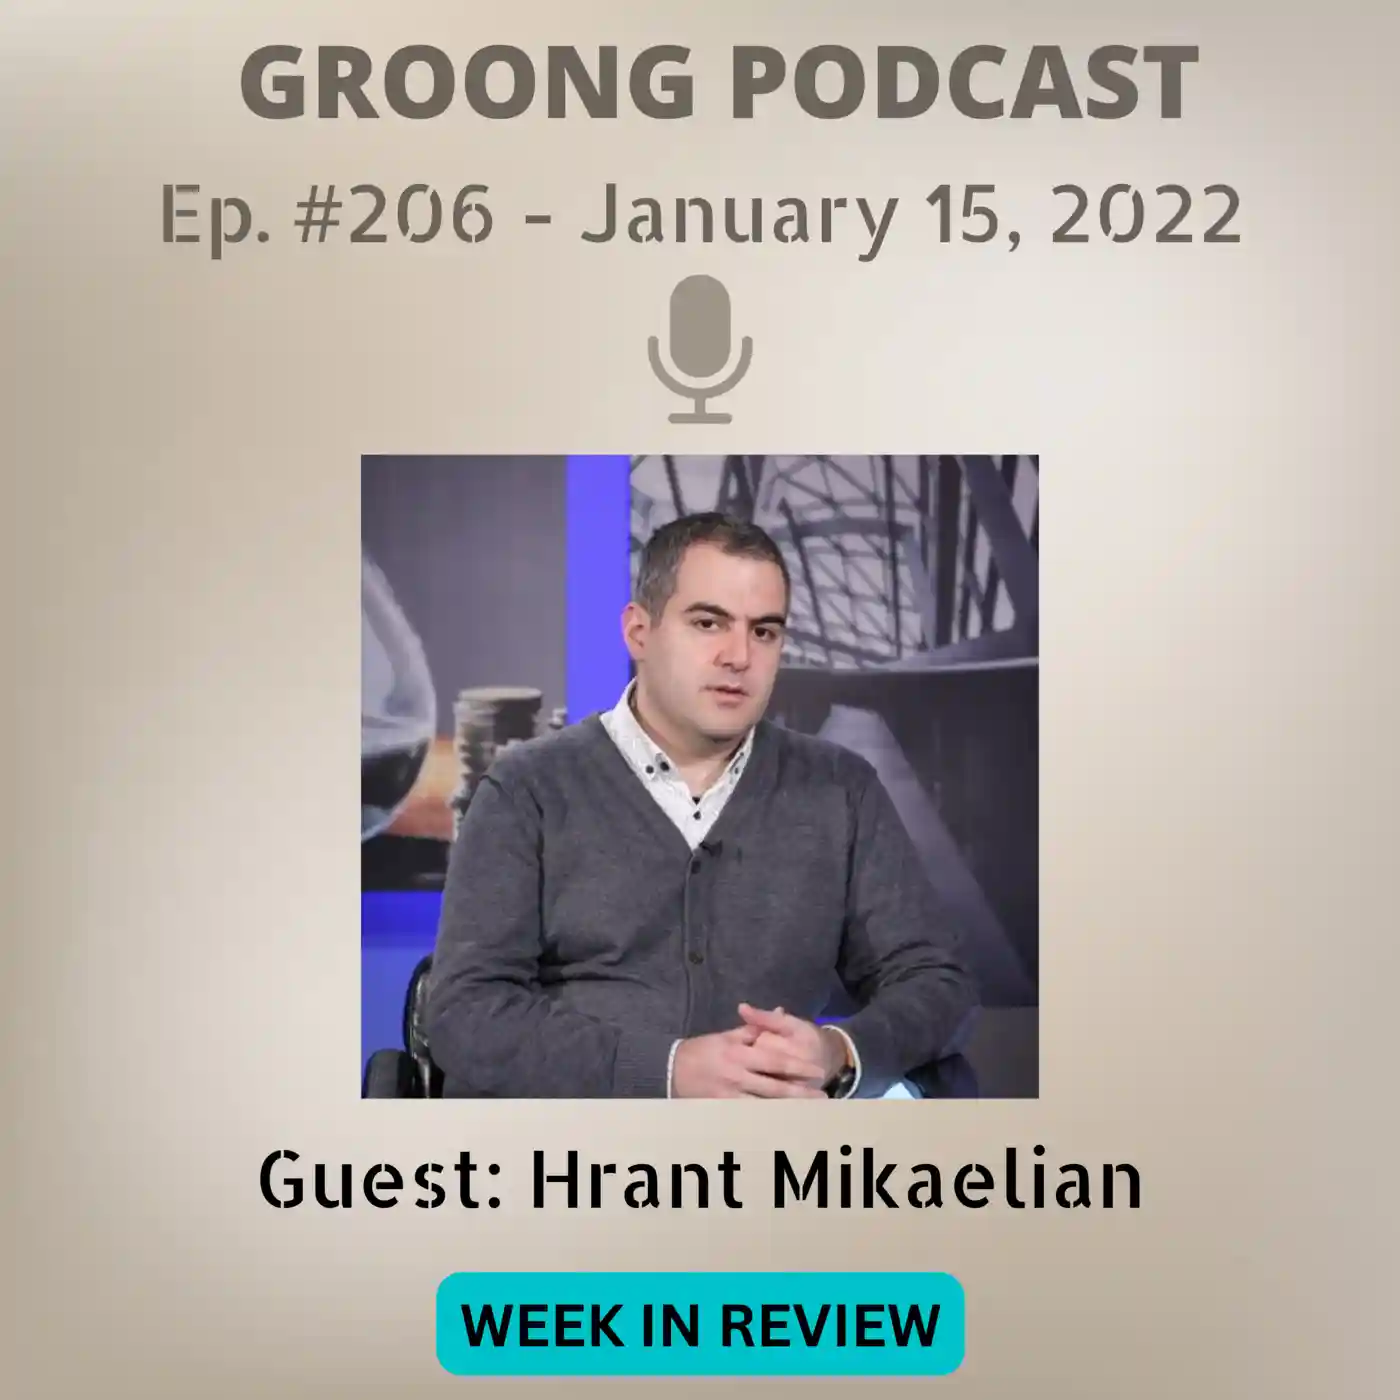 GROONG PODCAST
Ep. #206 - January 15, 2022
Guest: Hrant Mikaelian
WEEK IN REVIEW